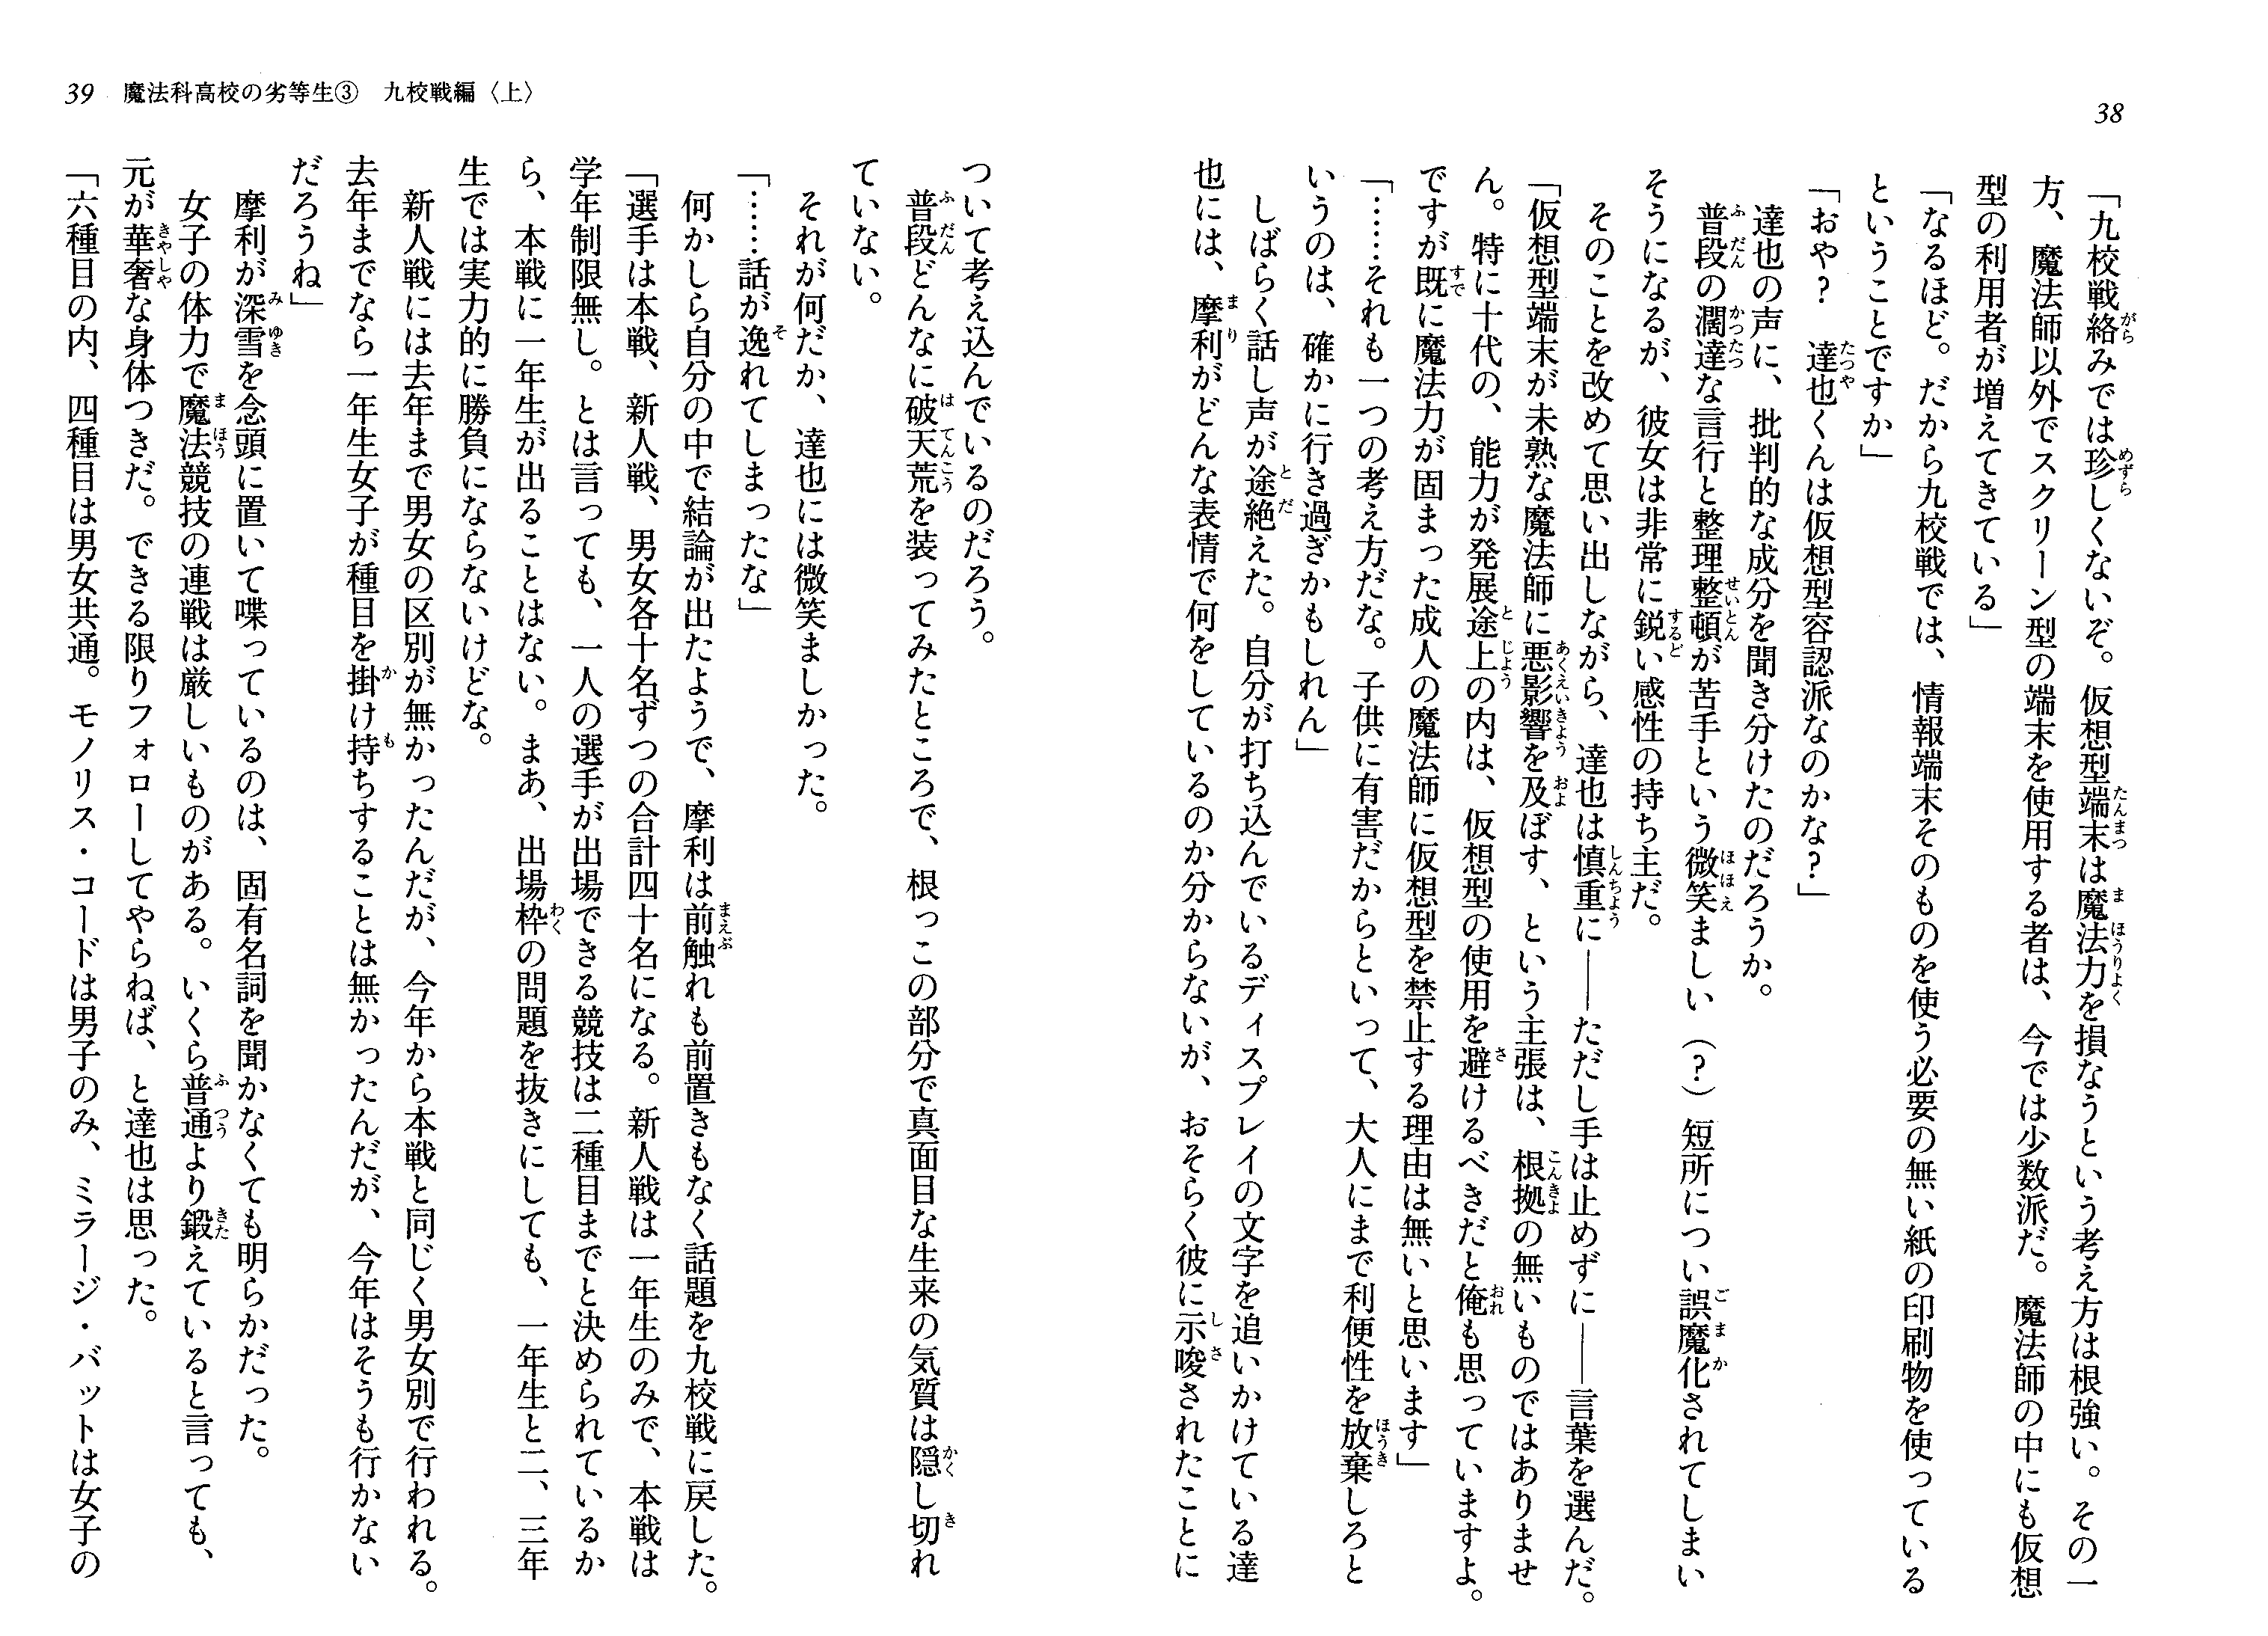 38
「九校戦絡みでは珍しくないぞ。仮想型端末は魔法力を損なうという考え方は根強い。その一
方、魔法師以外でスクリーン型の端末を使用する者は、今では少数派だ。魔法師の中にも仮想
型の利用者が増えてきている」
「なるほど。だから九校戦では、情報端末そのものを使う必要の無い紙の印刷物を使っている
ということですか」
「おや？　達也くんは仮想型容認派なのかな？」
達也の声に、批判的な成分を聞き分けたのだろうか。
普段の濶達な言行と整理整頓が苦手という微笑ましい（？）短所につい誤魔化されてしまい
そうになるが、彼女は非常に鋭い感性の持ち主だ。
そのことを改めて思い出しながら、達也は慎重に――ただし手は止めずに――言葉を選んだ。
「仮想型端末が未熟な魔法師に悪影響を及ぼす、という主張は、根拠の無いものではありませ
ん。特に十代の、能力が発展途上の内は、仮想型の使用を避けるべきだと俺も思っていますよ。
ですが既に魔法力が固まった成人の魔法師に仮想型を禁止する理由は無いと思います」
「……それも一つの考え方だな。子供に有害だからといって、大人にまで利便性を放棄しろと
いうのは、確かに行き過ぎかもしれん」
しばらく話し声が途絶えた。自分が打ち込んでいるディスプレイの文字を追いかけている達
也には、摩利がどんな表情で何をしているのか分からないが、おそらく彼に示唆されたことに
39　魔法科高校の劣等生③　九校戦編〈上〉
ついて考え込んでいるのだろう。
普段どんなに破天荒を装ってみたところで、根っこの部分で真面目な生来の気質は隠し切れ
ていない。
それが何だか、達也には微笑ましかった。
「……話が逸れてしまったな」
何かしら自分の中で結論が出たようで、摩利は前触れも前置きもなく話題を九校戦に戻した。
「選手は本戦、新人戦、男女各十名ずつの合計四十名になる。新人戦は一年生のみで、本戦は
学年制限無し。とは言っても、一人の選手が出場できる競技は二種目までと決められているか
ら、本戦に一年生が出ることはない。まあ、出場枠の問題を抜きにしても、一年生と二、三年
生では実力的に勝負にならないけどな。
新人戦には去年まで男女の区別が無かったんだが、今年から本戦と同じく男女別で行われる。
去年までなら一年生女子が種目を掛け持ちすることは無かったんだが、今年はそうも行かない
だろうね」
摩利が深雪を念頭に置いて喋っているのは、固有名詞を聞かなくても明らかだった。
女子の体力で魔法競技の連戦は厳しいものがある。いくら普通より鍛えていると言っても、
元が華奢な身体つきだ。できる限りフォローしてやらねば、と達也は思った。
「六種目の内、四種目は男女共通。モノリス・コードは男子のみ、ミラージ・バットは女子の